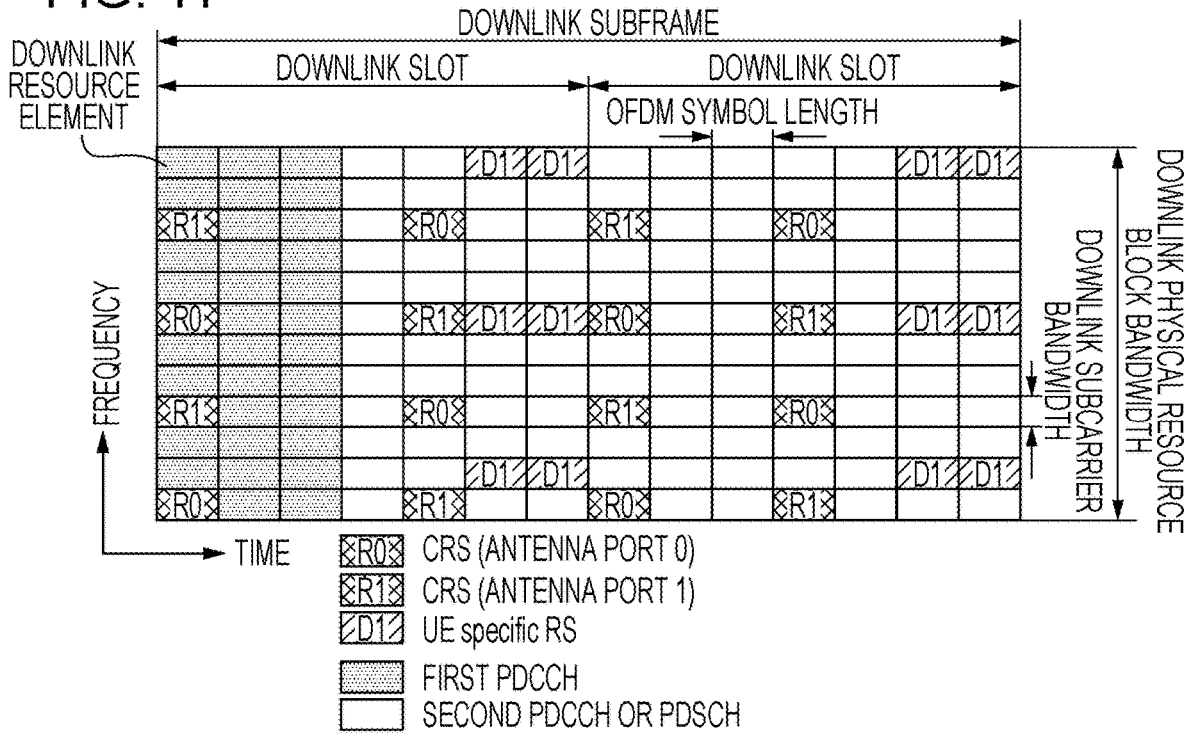 FIG.
DOWNLINK SUBFRAME
DOWNLINK
RESOURCE
ELEMENT
DOWNLINK SLOT
DOWNLINK SLOT
OFDM SYMBOL LENGTH
D1 D1 D1 D1
R1 R0 R1 R0
R0 R1 D1 D1 R0 R1 D1 D1
R1 R0 R1 R0
D1 D1 D1 D1
R0 R1 R0 R1
FREQUENCY
TIME
DOWNLINK PHYSICAL RESOURCE
BLOCK BANDWIDTH
DOWNLINK SUBCARRIER
BANDWIDTH
R0 CRS (ANTENNA PORT 0)
R1 CRS (ANTENNA PORT 1)
D1 UE specific RS
FIRST PDCCH
SECOND PDCCH OR PDSCH